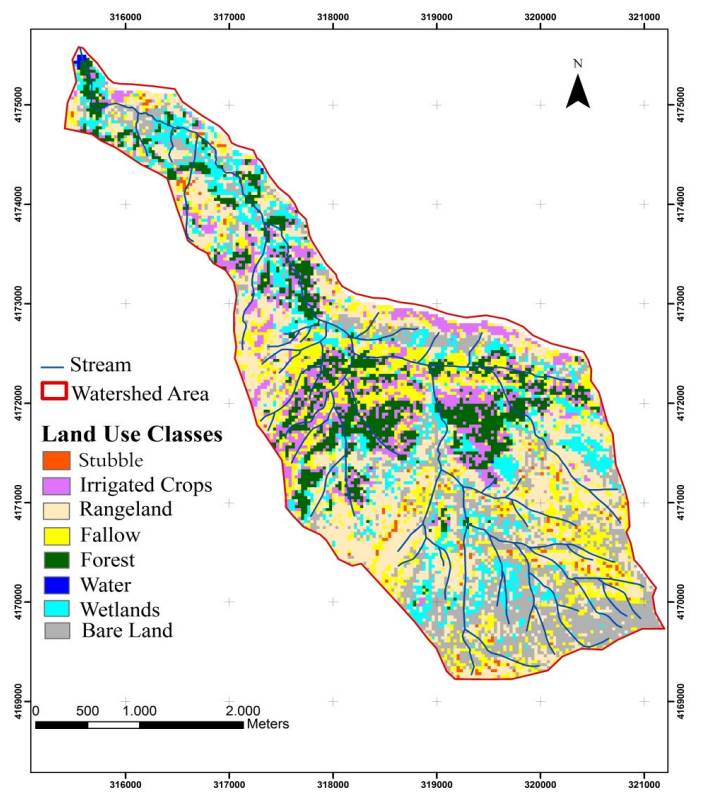 316000 317000 318000 319000 320000 321000
N
4175000 4175000
4174000 4174000
4173000 4173000
4172000 4172000
4171000 4171000
4170000 4170000
4169000 4169000
Stream
Watershed Area
Land Use Classes
Stubble
Irrigated Crops
Rangeland
Fallow
Forest
Water
Wetlands
Bare Land
0 500 1.000 2.000
Meters
316000 317000 318000 319000 320000 321000